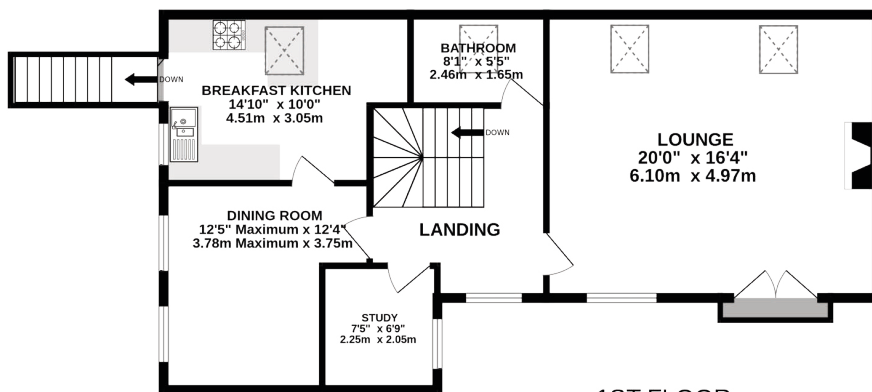 BATHROOM
8'1" x 5'5"
2.46m x 1.65m
DOWN
BREAKFAST KITCHEN
14'10" x 10'0"
4.51m x 3.05m
DOWN
LOUNGE
20'0" x 16'4"
6.10m x 4.97m
DINING ROOM
12'5" Maximum x 12'4"
3.78m Maximum x 3.75m
LANDING
STUDY
7'5" x 6'9"
2.25m x 2.05m
1ST FLOOR